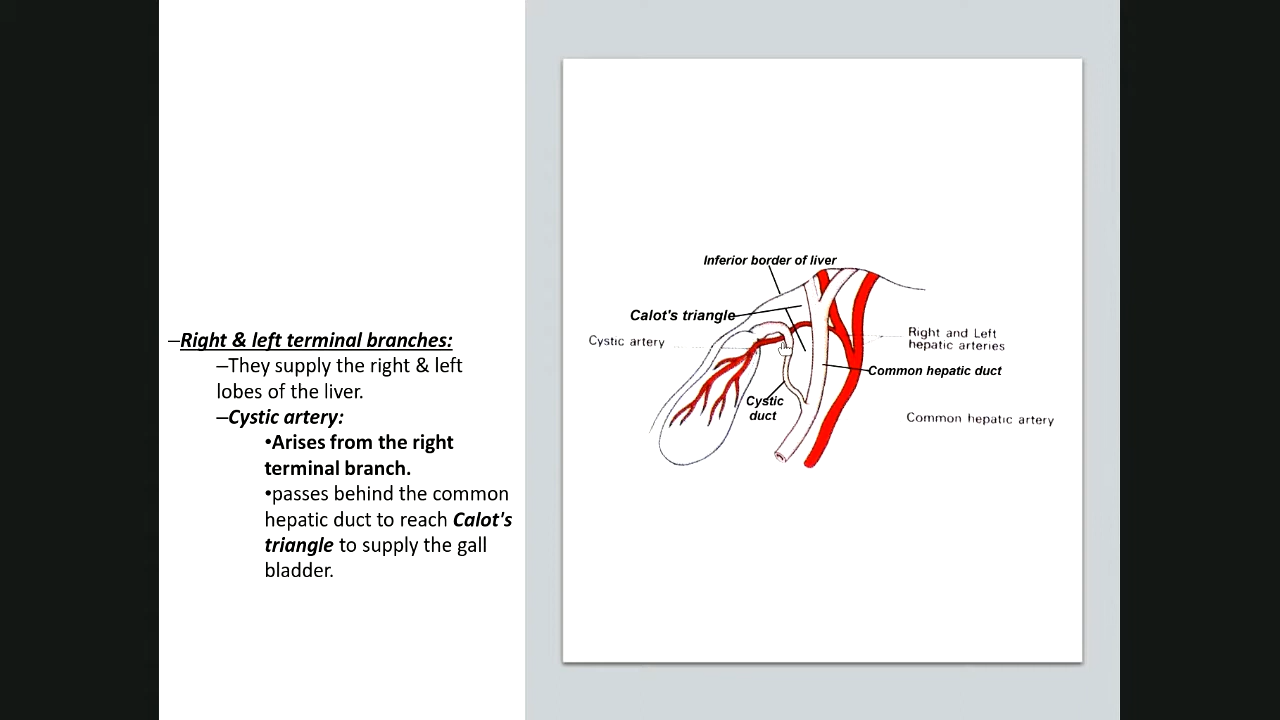 –Right & left terminal branches:
–They supply the right & left
lobes of the liver.
–Cystic artery:
•Arises from the right
terminal branch.
•passes behind the common
hepatic duct to reach Calot's
triangle to supply the gall
bladder.
Inferior border of liver
Calot's triangle
Cystic artery
Right and Left
hepatic arteries
Common hepatic duct
Cystic
duct
Common hepatic artery